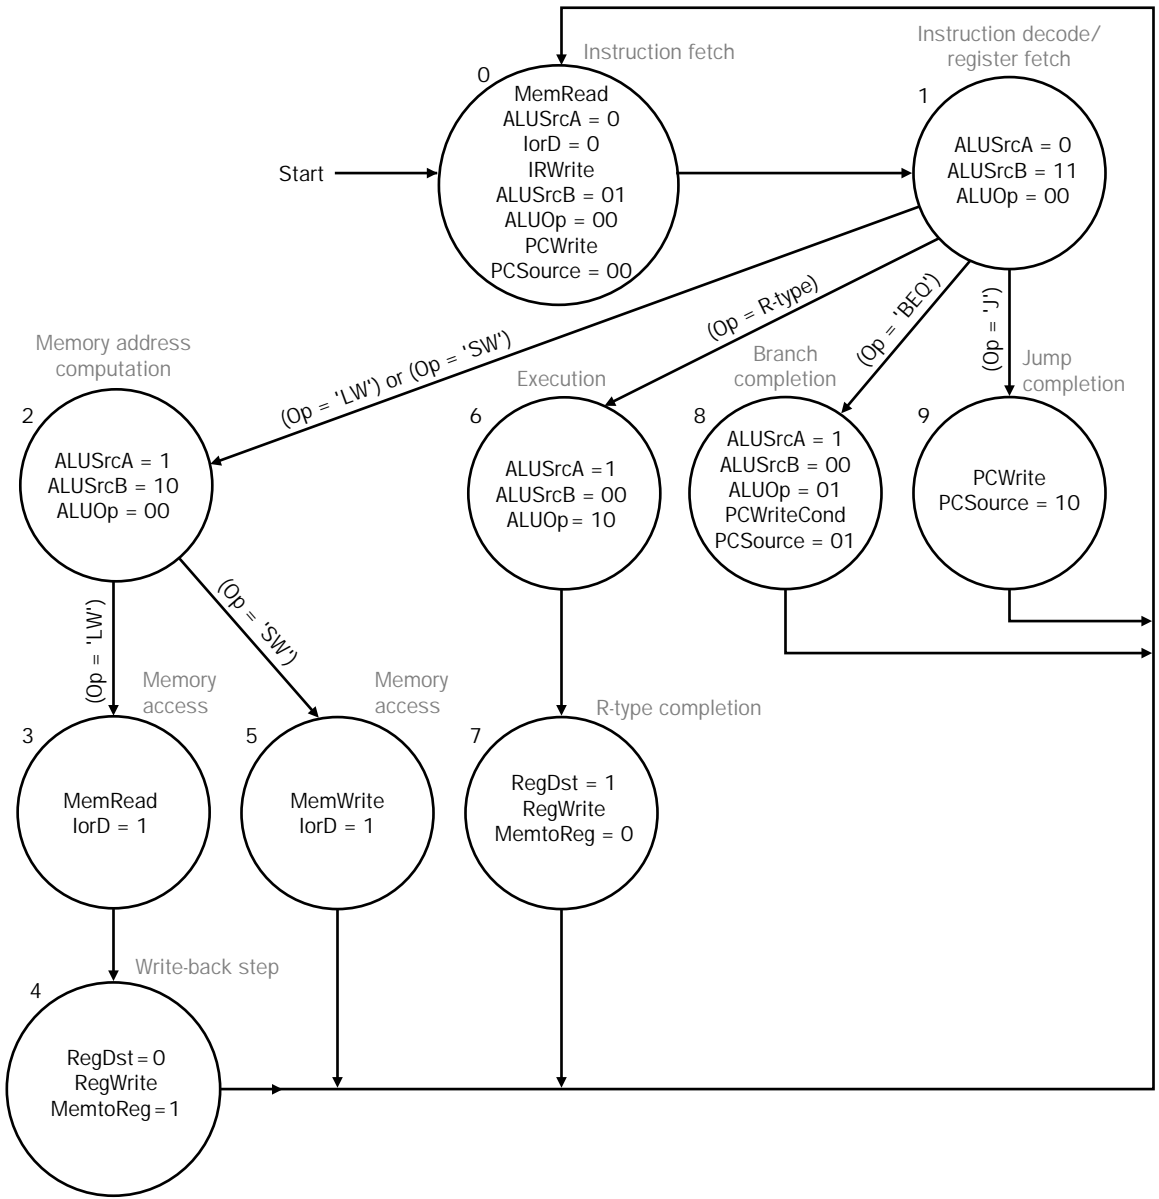 Instruction fetch
0
MemRead
ALUSrcA = 0
IorD = 0
IRWrite
ALUSrcB = 01
ALUOp = 00
PCWrite
PCSource = 00
Start
Instruction decode/
register fetch
1
ALUSrcA = 0
ALUSrcB = 11
ALUOp = 00
(Op = 'LW') or (Op = 'SW')
(Op = R-type)
(Op = 'BEQ')
(Op = 'J')
Memory address
computation
2
ALUSrcA = 1
ALUSrcB = 10
ALUOp = 00
Execution
6
ALUSrcA =1
ALUSrcB = 00
ALUOp= 10
Branch
completion
8
ALUSrcA = 1
ALUSrcB = 00
ALUOp = 01
PCWriteCond
PCSource = 01
Jump
completion
9
PCWrite
PCSource = 10
(Op = 'LW')
(Op = 'SW')
Memory
access
3
MemRead
IorD = 1
Memory
access
5
MemWrite
IorD = 1
R-type completion
7
RegDst = 1
RegWrite
MemtoReg = 0
Write-back step
4
RegDst=0
RegWrite
MemtoReg=1